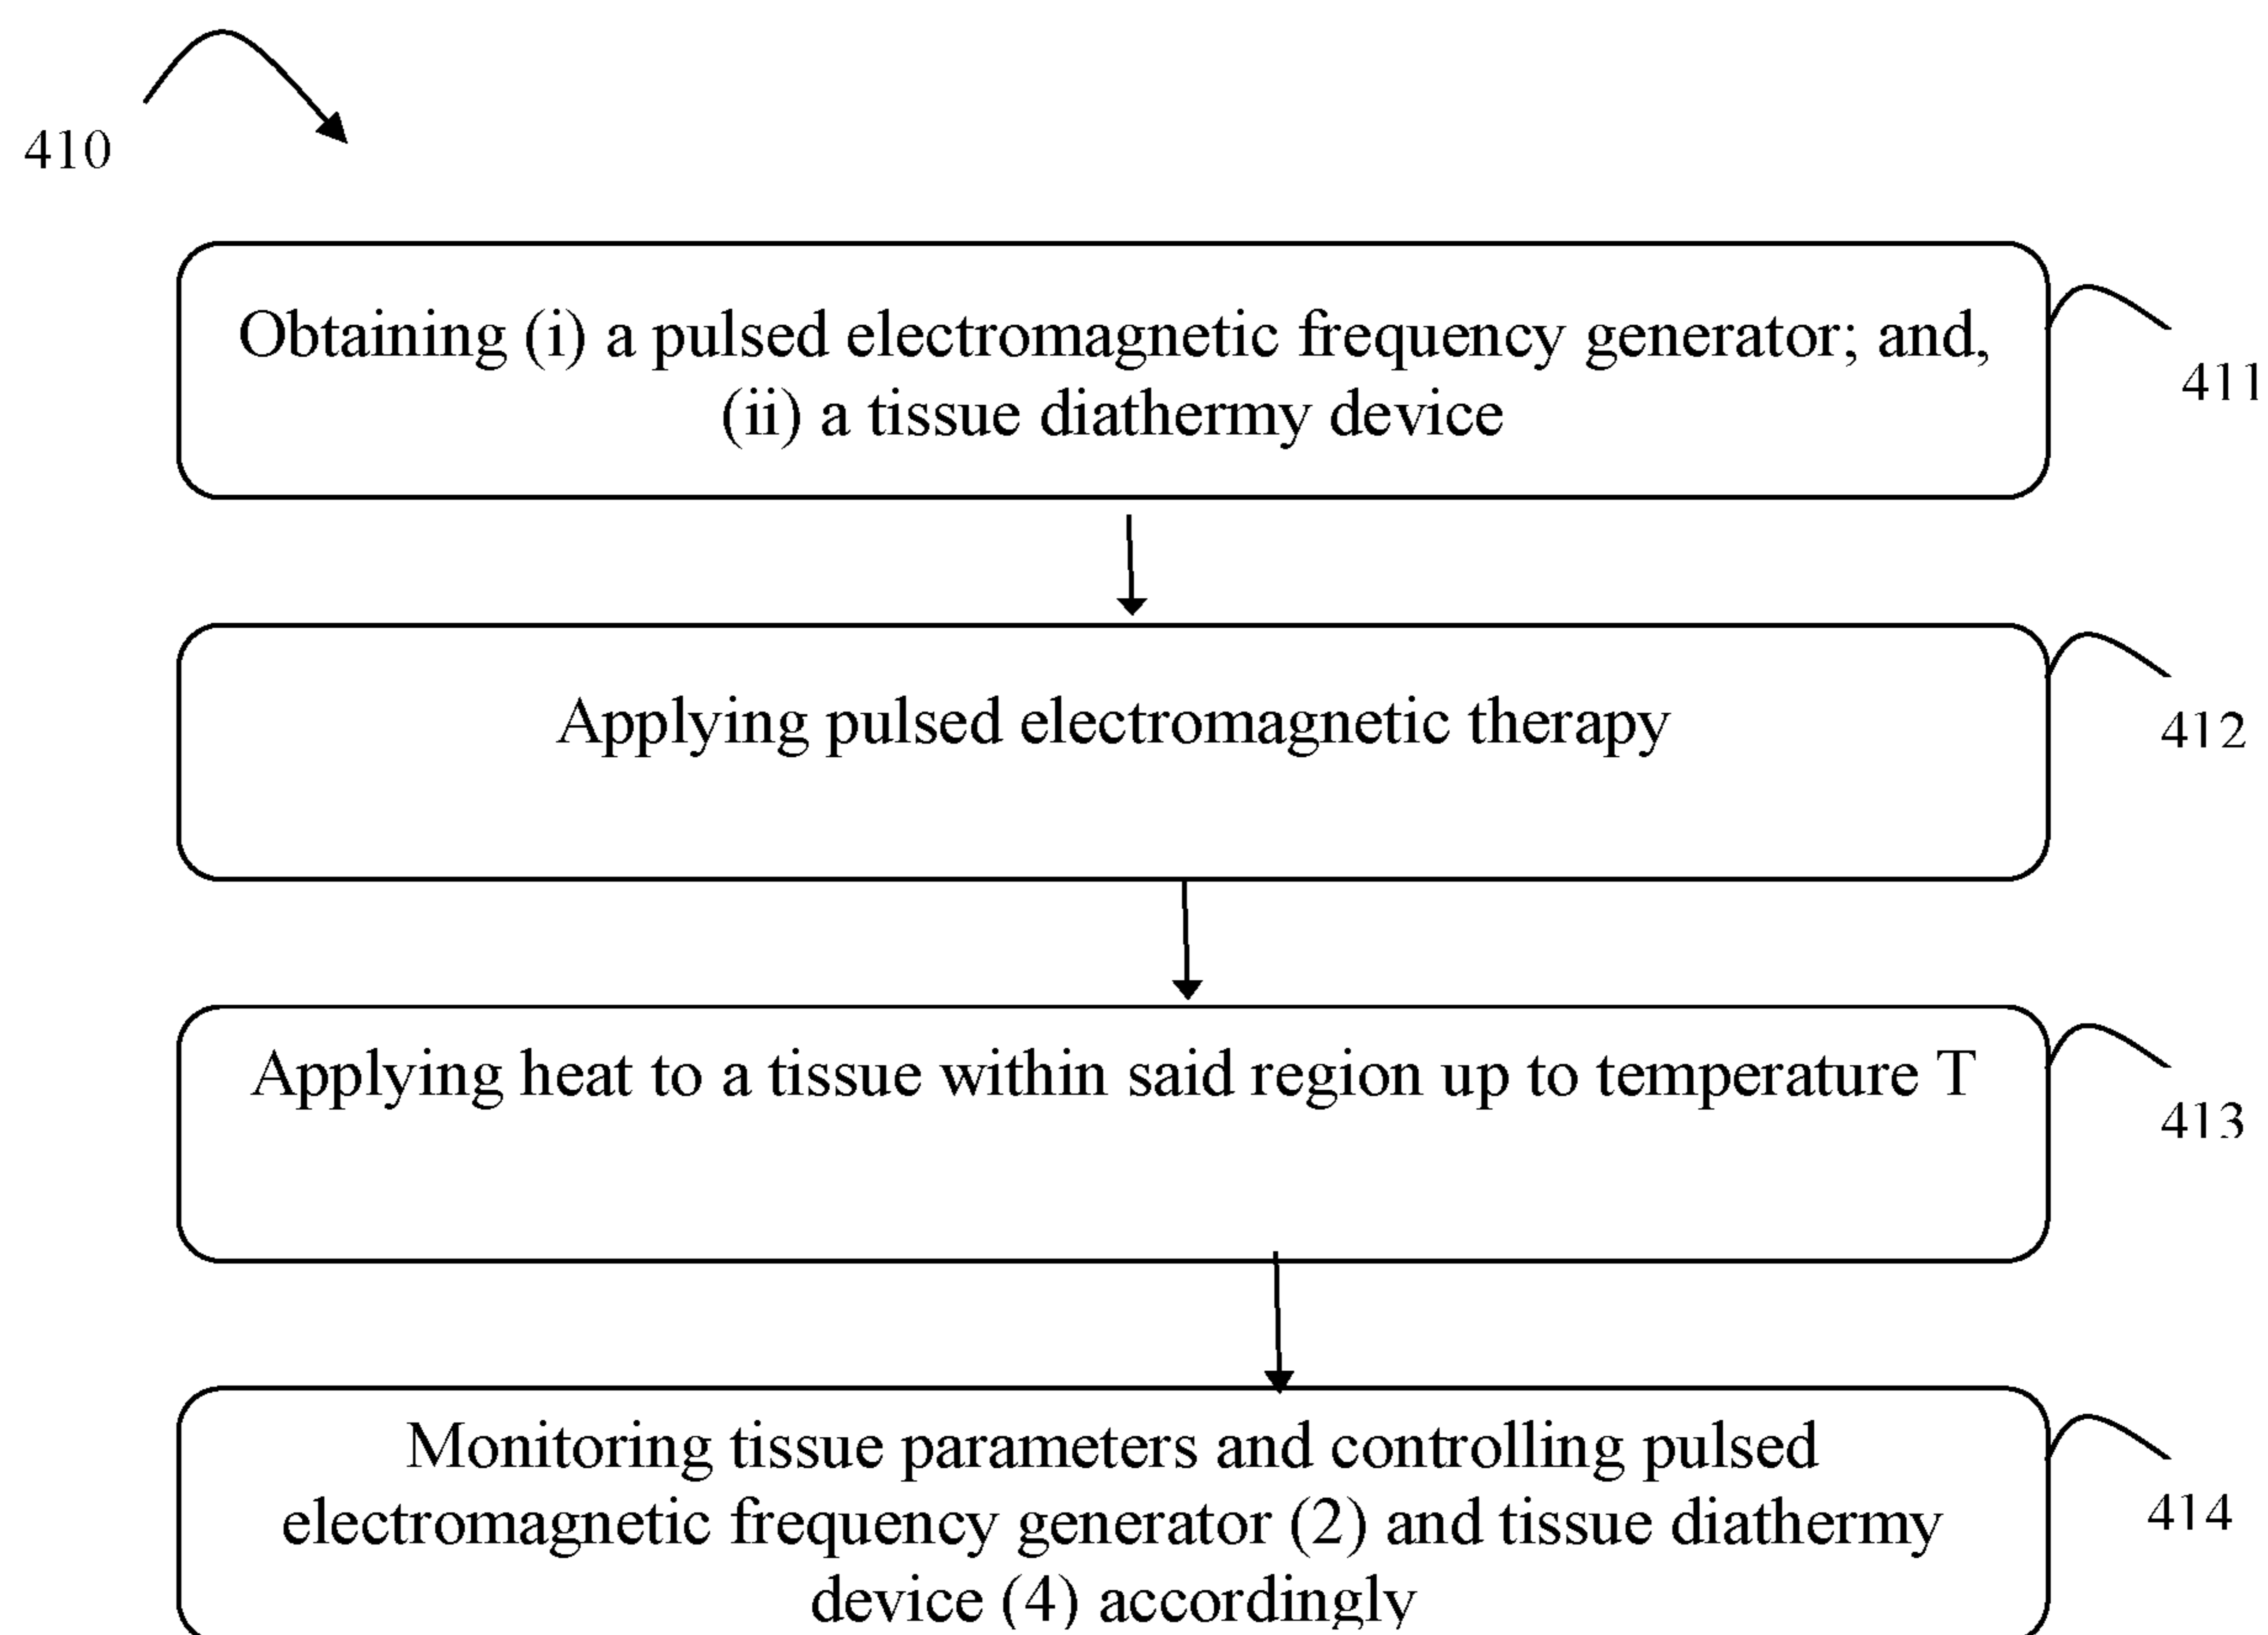 410
Obtaining (i) a pulsed electromagnetic frequency generator; and,
(ii) a tissue diathermy device
411
Applying pulsed electromagnetic therapy
412
Applying heat to a tissue within said region up to temperature T
413
Monitoring tissue parameters and controlling pulsed
electromagnetic frequency generator (2) and tissue diathermy
device (4) accordingly
414